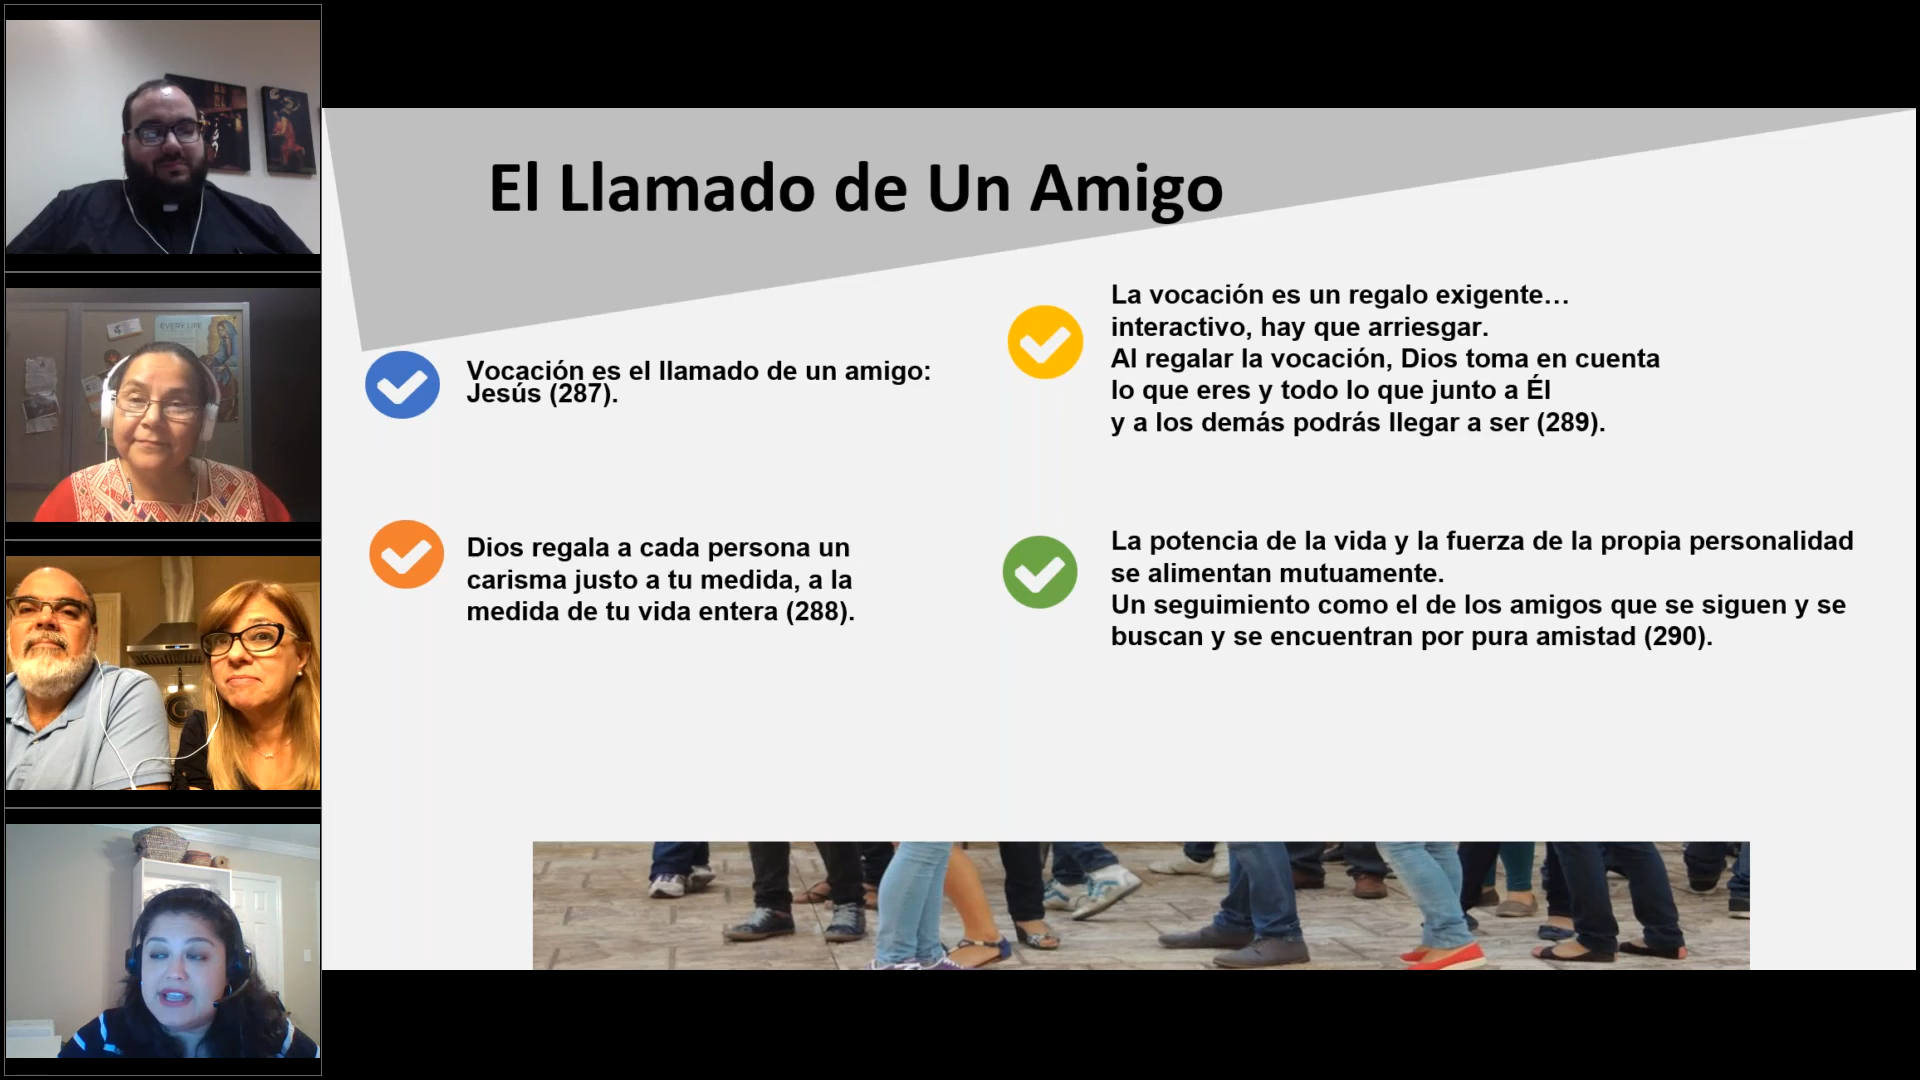 El Llamado de Un Amigo
Vocación es el llamado de un amigo:
Jesús (287).
Dios regala a cada persona un
carisma justo a tu medida, a la
medida de tu vida entera (288).
La vocación es un regalo exigente…
interactivo, hay que arriesgar.
Al regalar la vocación, Dios toma en cuenta
lo que eres y todo lo que junto a Él
y a los demás podrás llegar a ser (289).
La potencia de la vida y la fuerza de la propia personalidad
se alimentan mutuamente.
Un seguimiento como el de los amigos que se siguen y se
buscan y se encuentran por pura amistad (290).
EVERY LIFE
G